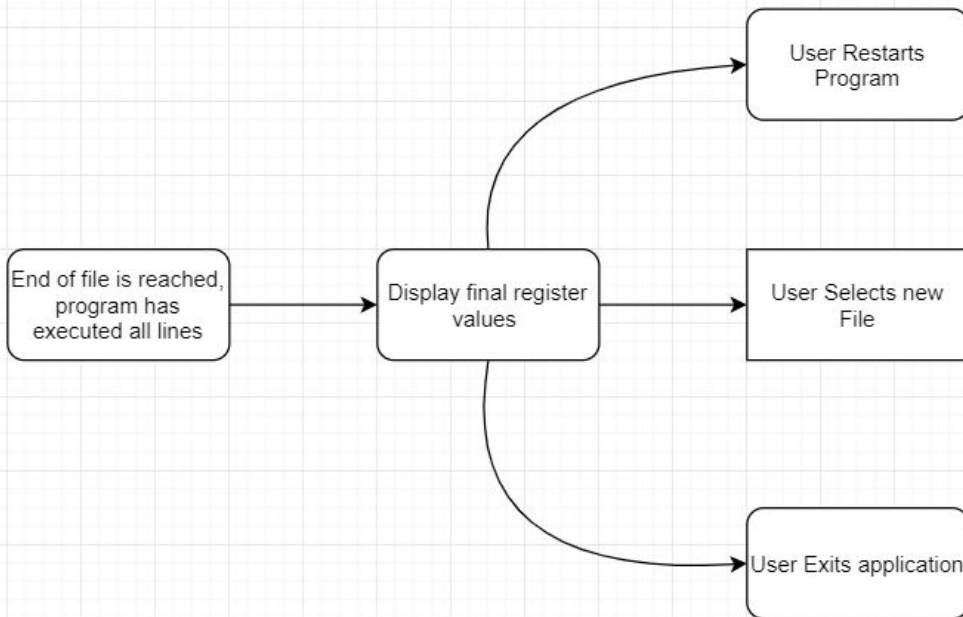 User Restarts
Program
End of file is reached,
program has
executed all lines
Display final register
values
User Selects new
File
User Exits application